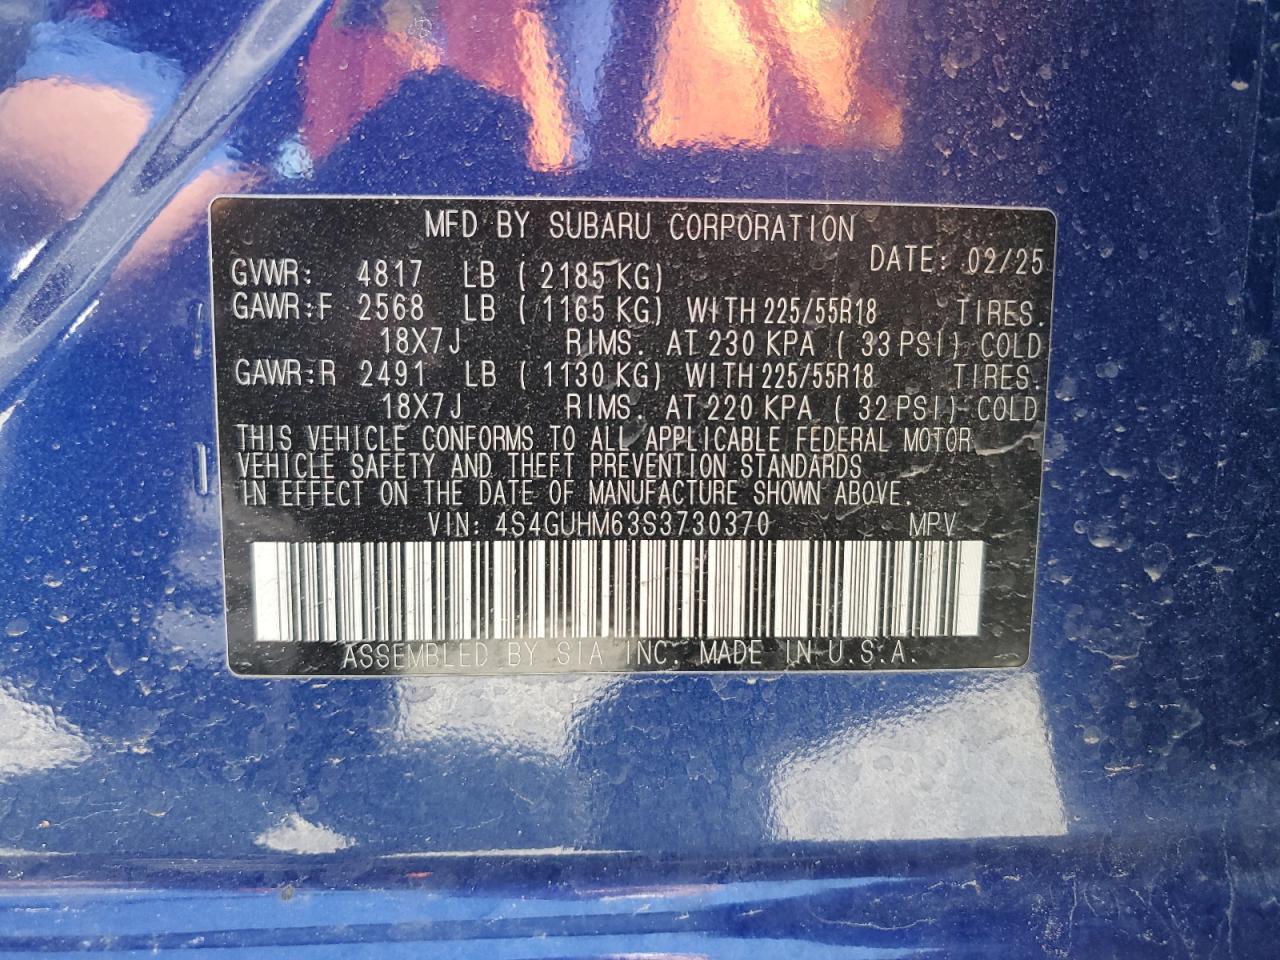 MFD BY SUBARU CORPORATION
DATE: 02/25
GVWR: 4817 LB ( 2185 KG)
GAWR:F 2568 LB ( 1165 KG) WITH 225/55R18 TIRES.
18X7J RIMS. AT 230 KPA ( 33 PSI) COLD
GAWR:R 2491 LB ( 1130 KG) WITH 225/55R18 TIRES.
18X7J RIMS. AT 220 KPA ( 32 PSI) COLD
THIS VEHICLE CONFORMS TO ALL APPLICABLE FEDERAL MOTOR
VEHICLE SAFETY AND THEFT PREVENTION STANDARDS
IN EFFECT ON THE DATE OF MANUFACTURE SHOWN ABOVE.
VIN: 4S4GUHM63S3730370 MPV
ASSEMBLED BY SIA INC. MADE IN U.S.A.